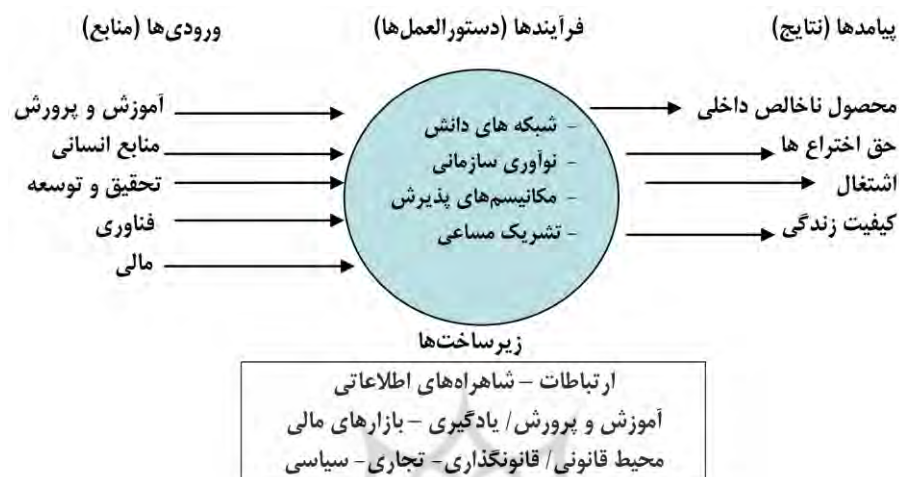 ورودی‌ها (منابع)
فرآیندها (دستورالعمل‌ها)
پیامدها (نتایج)
آموزش و پرورش
منابع انسانی
تحقیق و توسعه
فناوری
مالی
- شبکه های دانش
- نوآوری سازمانی
- مکانیسم‌های پذیرش
- تشریک مساعی
محصول ناخالص داخلی
حق اختراع ها
اشتغال
کیفیت زندگی
زیرساخت‌ها
ارتباطات – شاهراه‌های اطلاعاتی
آموزش و پرورش/ یادگیری – بازارهای مالی
محیط قانونی/ قانونگذاری- تجاری- سیاسی